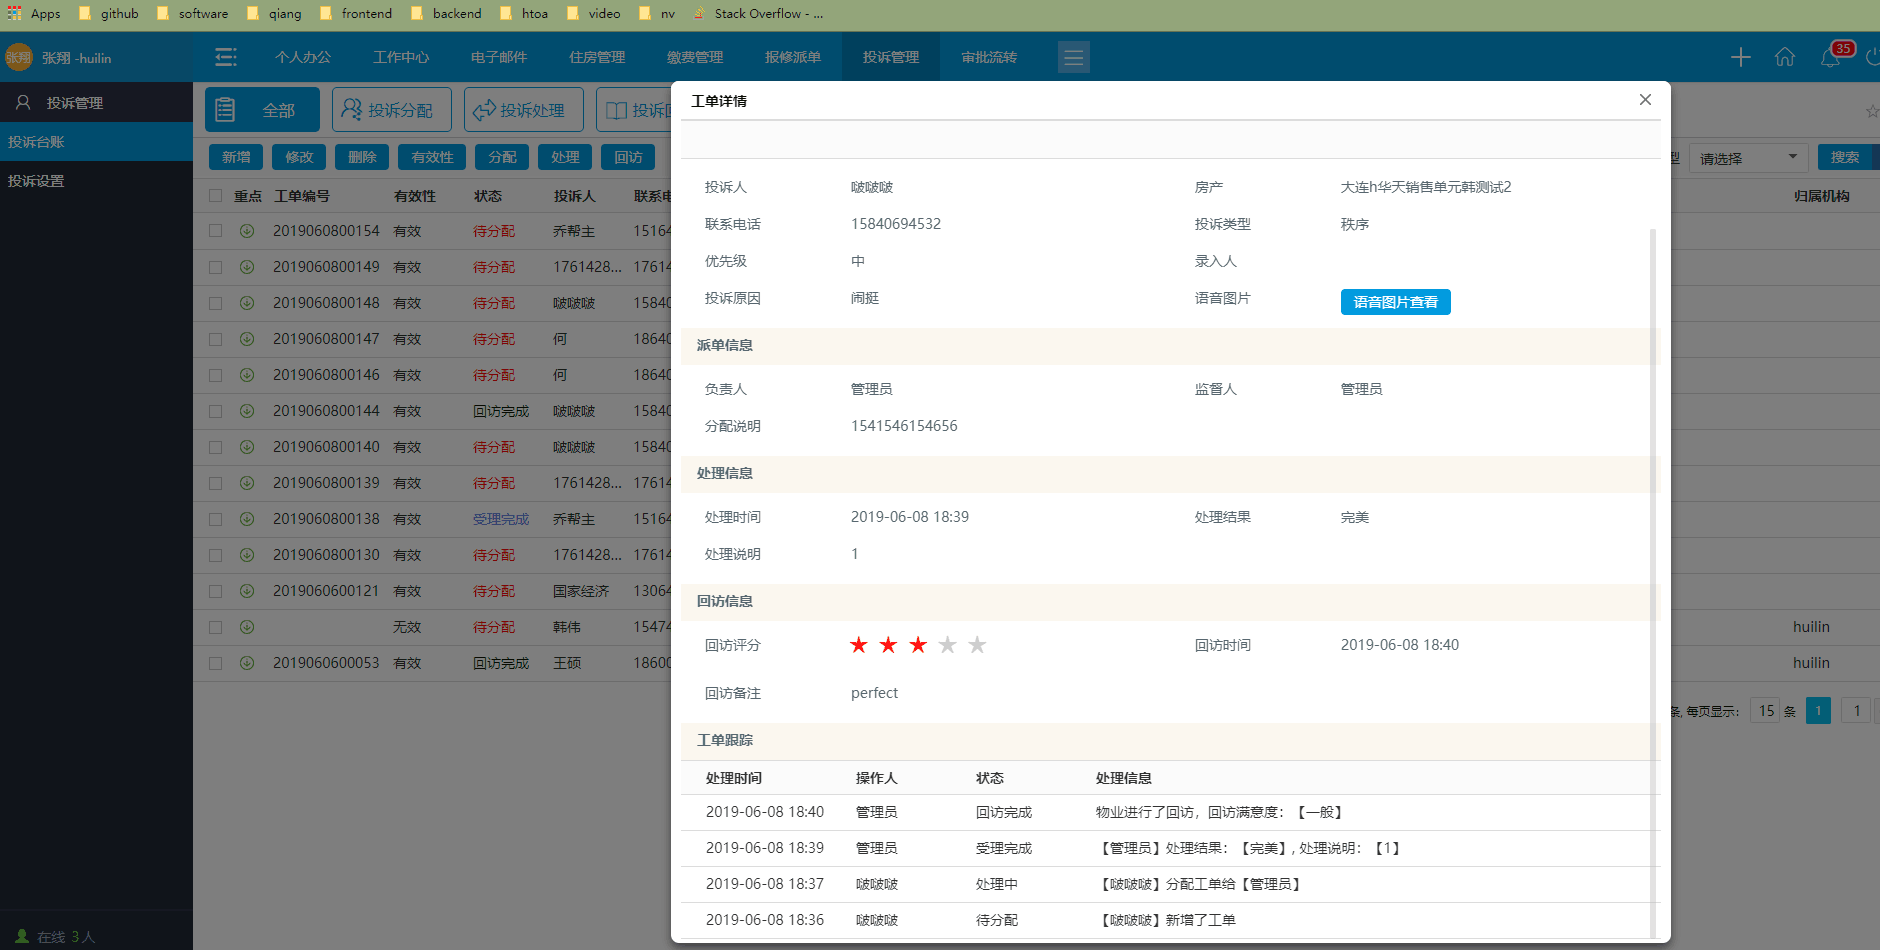 Apps github software qiang frontend backend htoa video nv Stack Overflow - ...
张翔 张翔 -huilin 个人办公 工作中心 电子邮件 住房管理 缴费管理 报修派单 投诉管理 审批流转 35
投诉管理
投诉台账
投诉设置
在线 3人
全部 投诉分配 投诉处理 投诉
新增 修改 删除 有效性 分配 处理 回访 型 请选择 搜索
重点 工单编号 有效性 状态 投诉人 联系电 归属机构
2019060800154 有效 待分配 乔帮主 15164
2019060800149 有效 待分配 1761428... 17614
2019060800148 有效 待分配 啵啵啵 15840
2019060800147 有效 待分配 何 18640
2019060800146 有效 待分配 何 18640
2019060800144 有效 回访完成 啵啵啵 15840
2019060800140 有效 待分配 啵啵啵 15840
2019060800139 有效 待分配 1761428... 17614
2019060800138 有效 受理完成 乔帮主 15164
2019060800130 有效 待分配 1761428... 17614
2019060600121 有效 待分配 国家经济 13064
无效 待分配 韩伟 15474 huilin
2019060600053 有效 回访完成 王硕 18600 huilin
条, 每页显示: 15 条 1 1
工单详情
投诉人 啵啵啵 房产 大连h华天销售单元韩测试2
联系电话 15840694532 投诉类型 秩序
优先级 中 录入人
投诉原因 闹挺 语音图片 语音图片查看
派单信息
负责人 管理员 监督人 管理员
分配说明 1541546154656
处理信息
处理时间 2019-06-08 18:39 处理结果 完美
处理说明 1
回访信息
回访评分 回访时间 2019-06-08 18:40
回访备注 perfect
工单跟踪
处理时间 操作人 状态 处理信息
2019-06-08 18:40 管理员 回访完成 物业进行了回访，回访满意度：【一般】
2019-06-08 18:39 管理员 受理完成 【管理员】处理结果：【完美】, 处理说明：【1】
2019-06-08 18:37 啵啵啵 处理中 【啵啵啵】分配工单给【管理员】
2019-06-08 18:36 啵啵啵 待分配 【啵啵啵】新增了工单